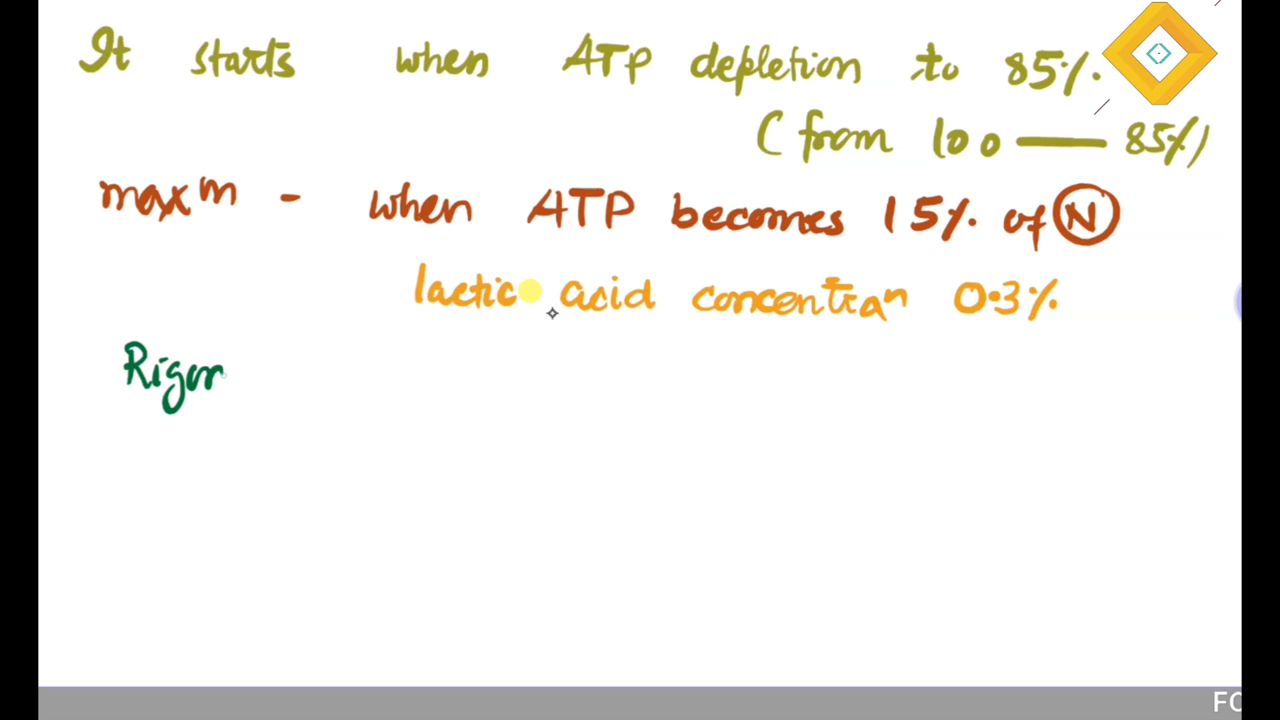 It starts when ATP depletion to 85%.
(from 100 — 85%)
maxm - when ATP becomes 15% of N
lactic acid concentran 0.3%
Rigor
FO